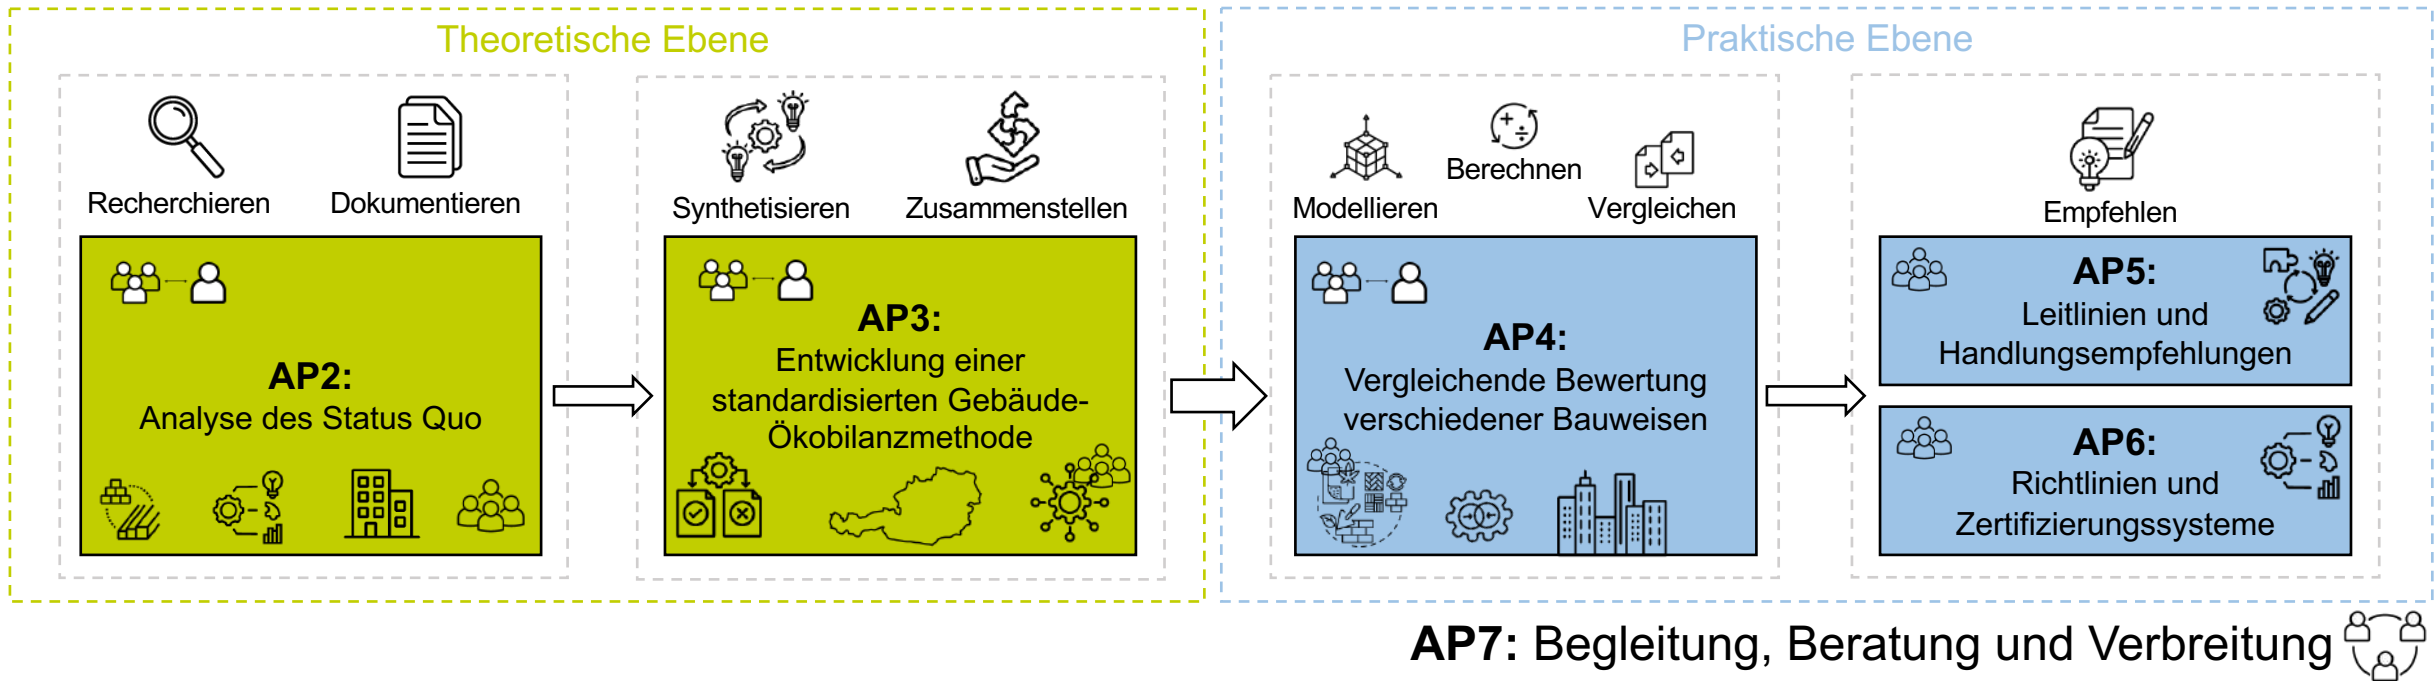 Theoretische Ebene
Recherchieren
Dokumentieren
AP2:
Analyse des Status Quo
Synthetisieren
Zusammenstellen
AP3:
Entwicklung einer
standardisierten Gebäude-
Ökobilanzmethode
Praktische Ebene
Modellieren
Berechnen
Vergleichen
AP4:
Vergleichende Bewertung
verschiedener Bauweisen
Empfehlen
AP5:
Leitlinien und
Handlungsempfehlungen
AP6:
Richtlinien und
Zertifizierungssysteme
AP7: Begleitung, Beratung und Verbreitung